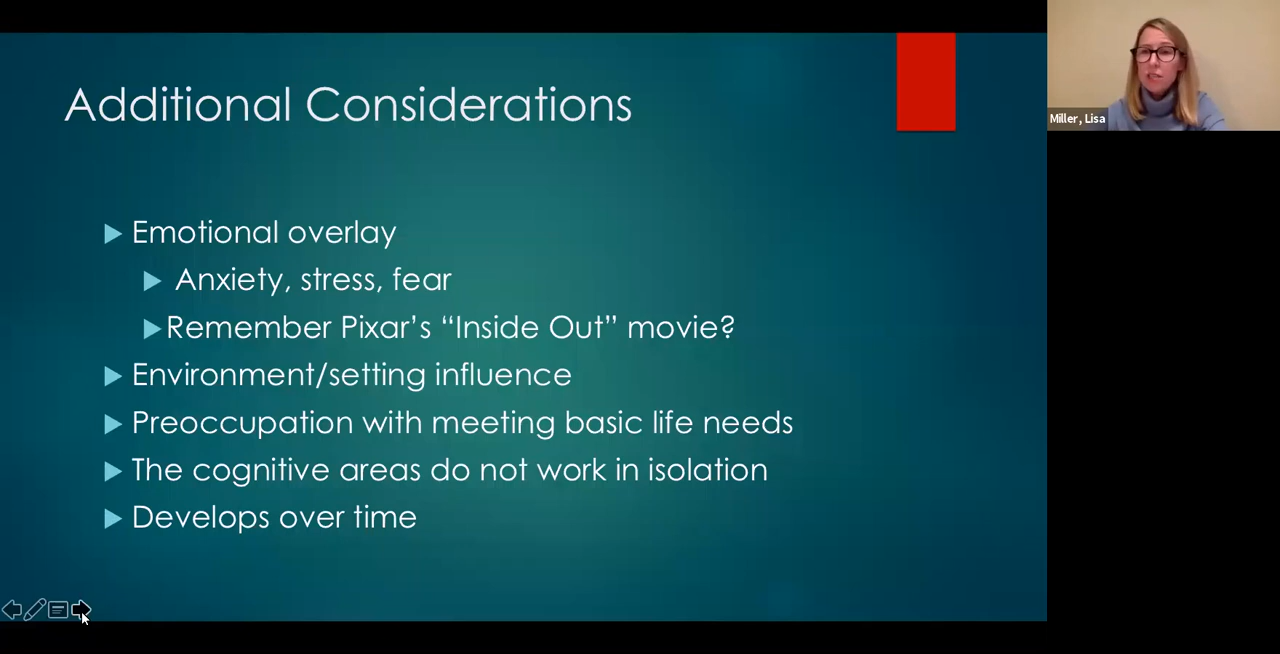 Additional Considerations
Emotional overlay
Anxiety, stress, fear
Remember Pixar’s “Inside Out” movie?
Environment/setting influence
Preoccupation with meeting basic life needs
The cognitive areas do not work in isolation
Develops over time
Miller, Lisa